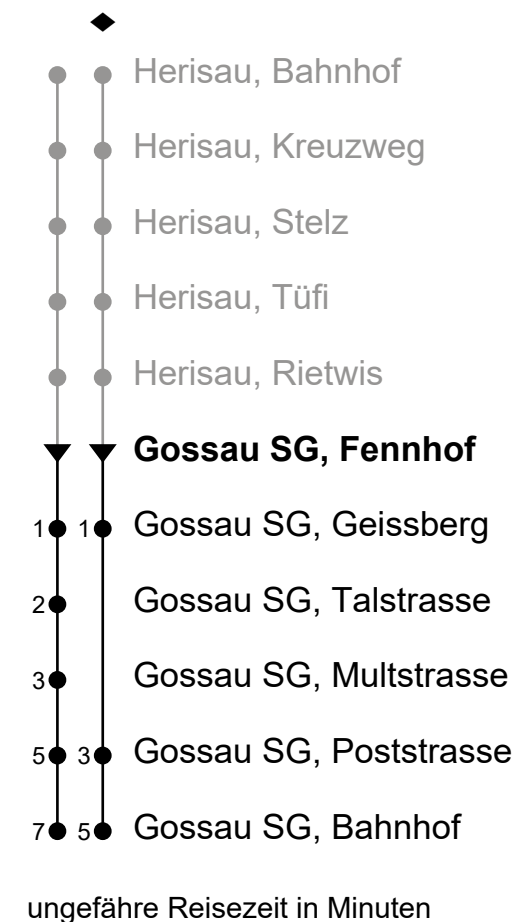 Herisau, Bahnhof
Herisau, Kreuzweg
Herisau, Stelz
Herisau, Tüfi
Herisau, Rietwis
Gossau SG, Fennhof
1 1 Gossau SG, Geissberg
2 Gossau SG, Talstrasse
3 Gossau SG, Multstrasse
5 3 Gossau SG, Poststrasse
7 5 Gossau SG, Bahnhof
ungefähre Reisezeit in Minuten